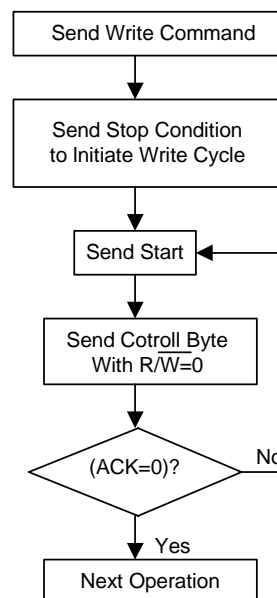 Send Write Command
Send Stop Condition
to Initiate Write Cycle
Send Start
Send Cotroll Byte
With R/W=0
(ACK=0)?
No
Yes
Next Operation